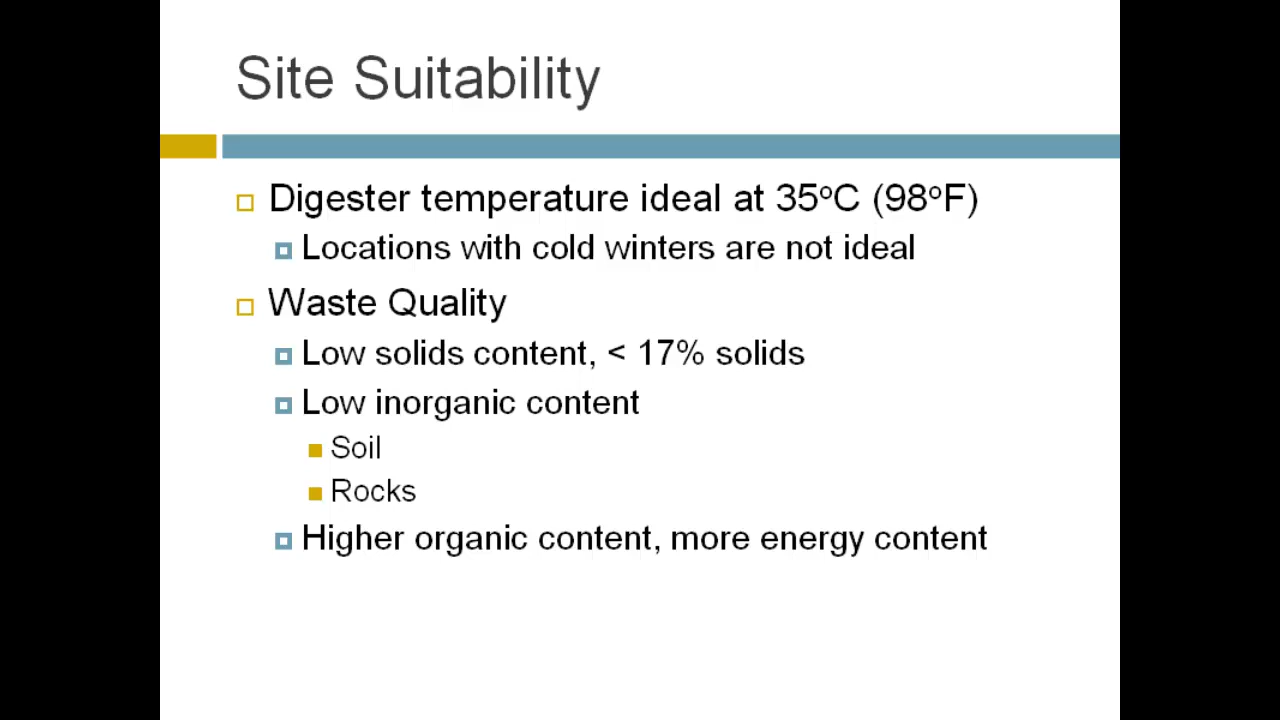 Site Suitability
Digester temperature ideal at 35ºC (98ºF)
Locations with cold winters are not ideal
Waste Quality
Low solids content, < 17% solids
Low inorganic content
Soil
Rocks
Higher organic content, more energy content